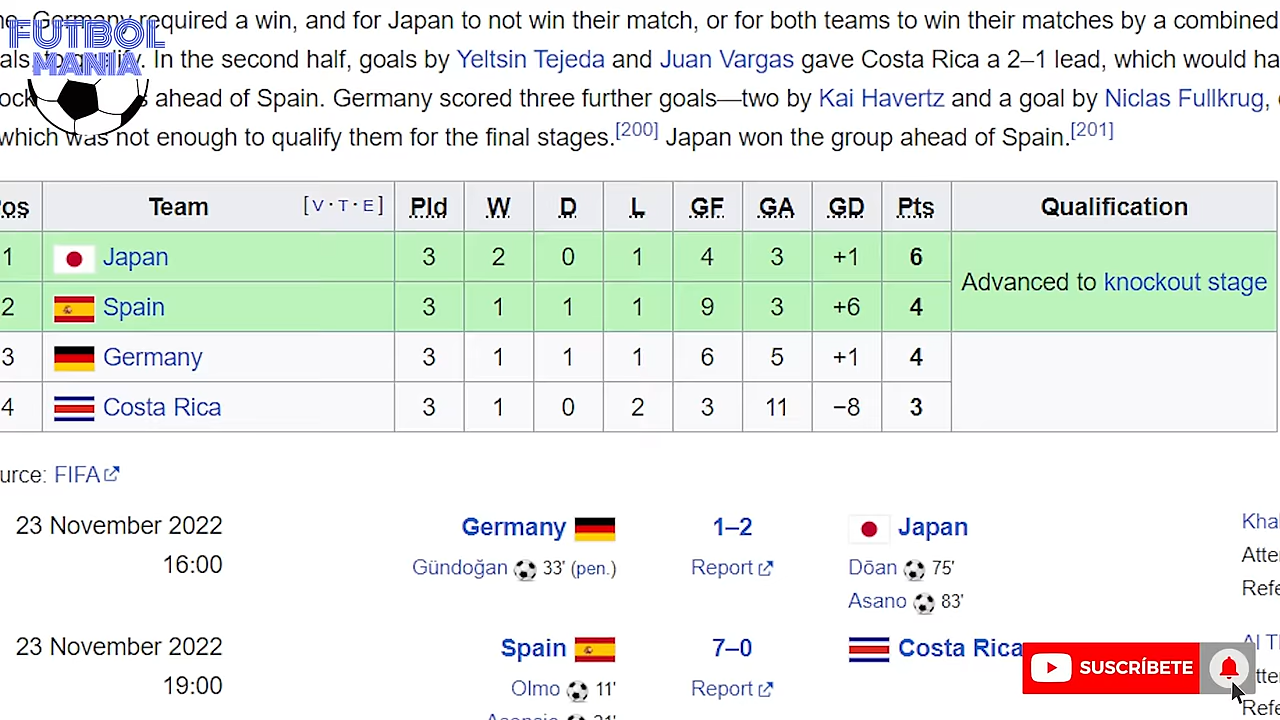 required a win, and for Japan to not win their match, or for both teams to win their matches by a combined
FUTBOL
MANIA
In the second half, goals by Yeltsin Tejeda and Juan Vargas gave Costa Rica a 2–1 lead, which would
ahead of Spain. Germany scored three further goals—two by Kai Havertz and a goal by Niclas Fullkrug,
which was not enough to qualify them for the final stages.[200] Japan won the group ahead of Spain.[201]
Team [V·T·E] Pld W D L GF GA GD Pts Qualification
1 Japan 3 2 0 1 4 3 +1 6
Advanced to knockout stage
2 Spain 3 1 1 1 9 3 +6 4
3 Germany 3 1 1 1 6 5 +1 4
4 Costa Rica 3 1 0 2 3 11 −8 3
FIFA
23 November 2022 Germany 1–2 Japan
16:00 Gündoğan 33' (pen.) Report Dōan 75'
Asano 83'
23 November 2022 Spain 7–0 Costa Rica
SUSCRÍBETE
19:00 Olmo 11' Report